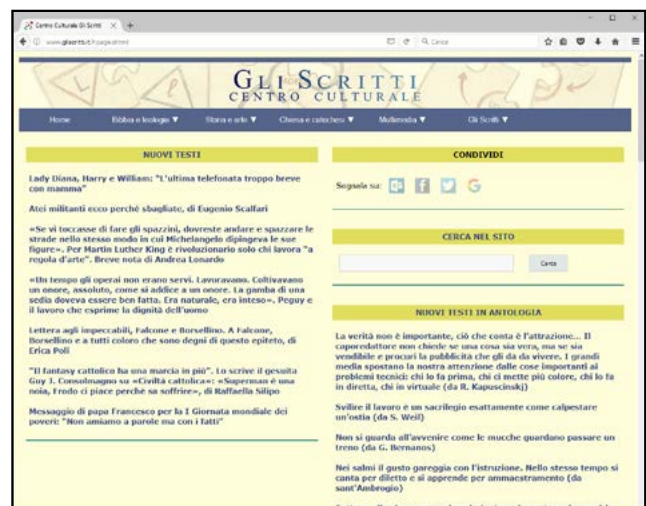 Centro Culturale Gli Scritti
www.gliscritti.it
Cerca
GLI SCRITTI
CENTRO CULTURALE
Home
Bibbia e teologia ▼
Storia e arte ▼
Chiesa e catechesi ▼
Multimedia ▼
Gli Scritti ▼
NUOVI TESTI
Lady Diana, Harry e William: "L'ultima telefonata troppo breve
con mamma"
Atei militanti ecco perché sbagliate, di Eugenio Scalfari
«Se vi toccasse di fare gli spazzini, dovreste andare e spazzare le
strade nello stesso modo in cui Michelangelo dipingeva le sue
figure». Per Martin Luther King è rivoluzionario solo chi lavora "a
regola d'arte". Breve nota di Andrea Lonardo
«Un tempo gli operai non erano servi. Lavoravano. Coltivavano
un onore, assoluto, come si addice a un onore. La gamba di una
sedia doveva essere ben fatta. Era naturale, era inteso». Peguy e
il lavoro che esprime la dignità dell'uomo
Lettera agli impeccabili, Falcone e Borsellino. A Falcone,
Borsellino e a tutti coloro che sono degni di questo epiteto, di
Erica Poli
"Il fantasy cattolico ha una marcia in più". Lo scrive il gesuita
Guy J. Consolmagno su «Civiltà cattolica»: «Superman è una
noia, Frodo ci piace perché sa soffrire», di Raffaella Silipo
Messaggio di papa Francesco per la I Giornata mondiale dei
poveri: "Non amiamo a parole ma con i fatti"
CONDIVIDI
Segnala su:
CERCA NEL SITO
Cerca
NUOVI TESTI IN ANTOLOGIA
La verità non è importante, ciò che conta è l'attrazione... Il
caporedattore non chiede se una cosa sia vera, ma se sia
vendibile e procuri la pubblicità che gli dà da vivere. I grandi
media spostano la nostra attenzione dalle cose importanti ai
problemi tecnici: chi lo fa prima, chi ci mette più colore, chi lo fa
in diretta, chi in virtuale (da R. Kapuscinskj)
Svilire il lavoro è un sacrilegio esattamente come calpestare
un'ostia (da S. Weil)
Non si guarda all'avvenire come le mucche guardano passare un
treno (da G. Bernanos)
Nei salmi il gusto gareggia con l'istruzione. Nello stesso tempo si
canta per diletto e si apprende per ammaestramento (da
sant'Ambrogio)